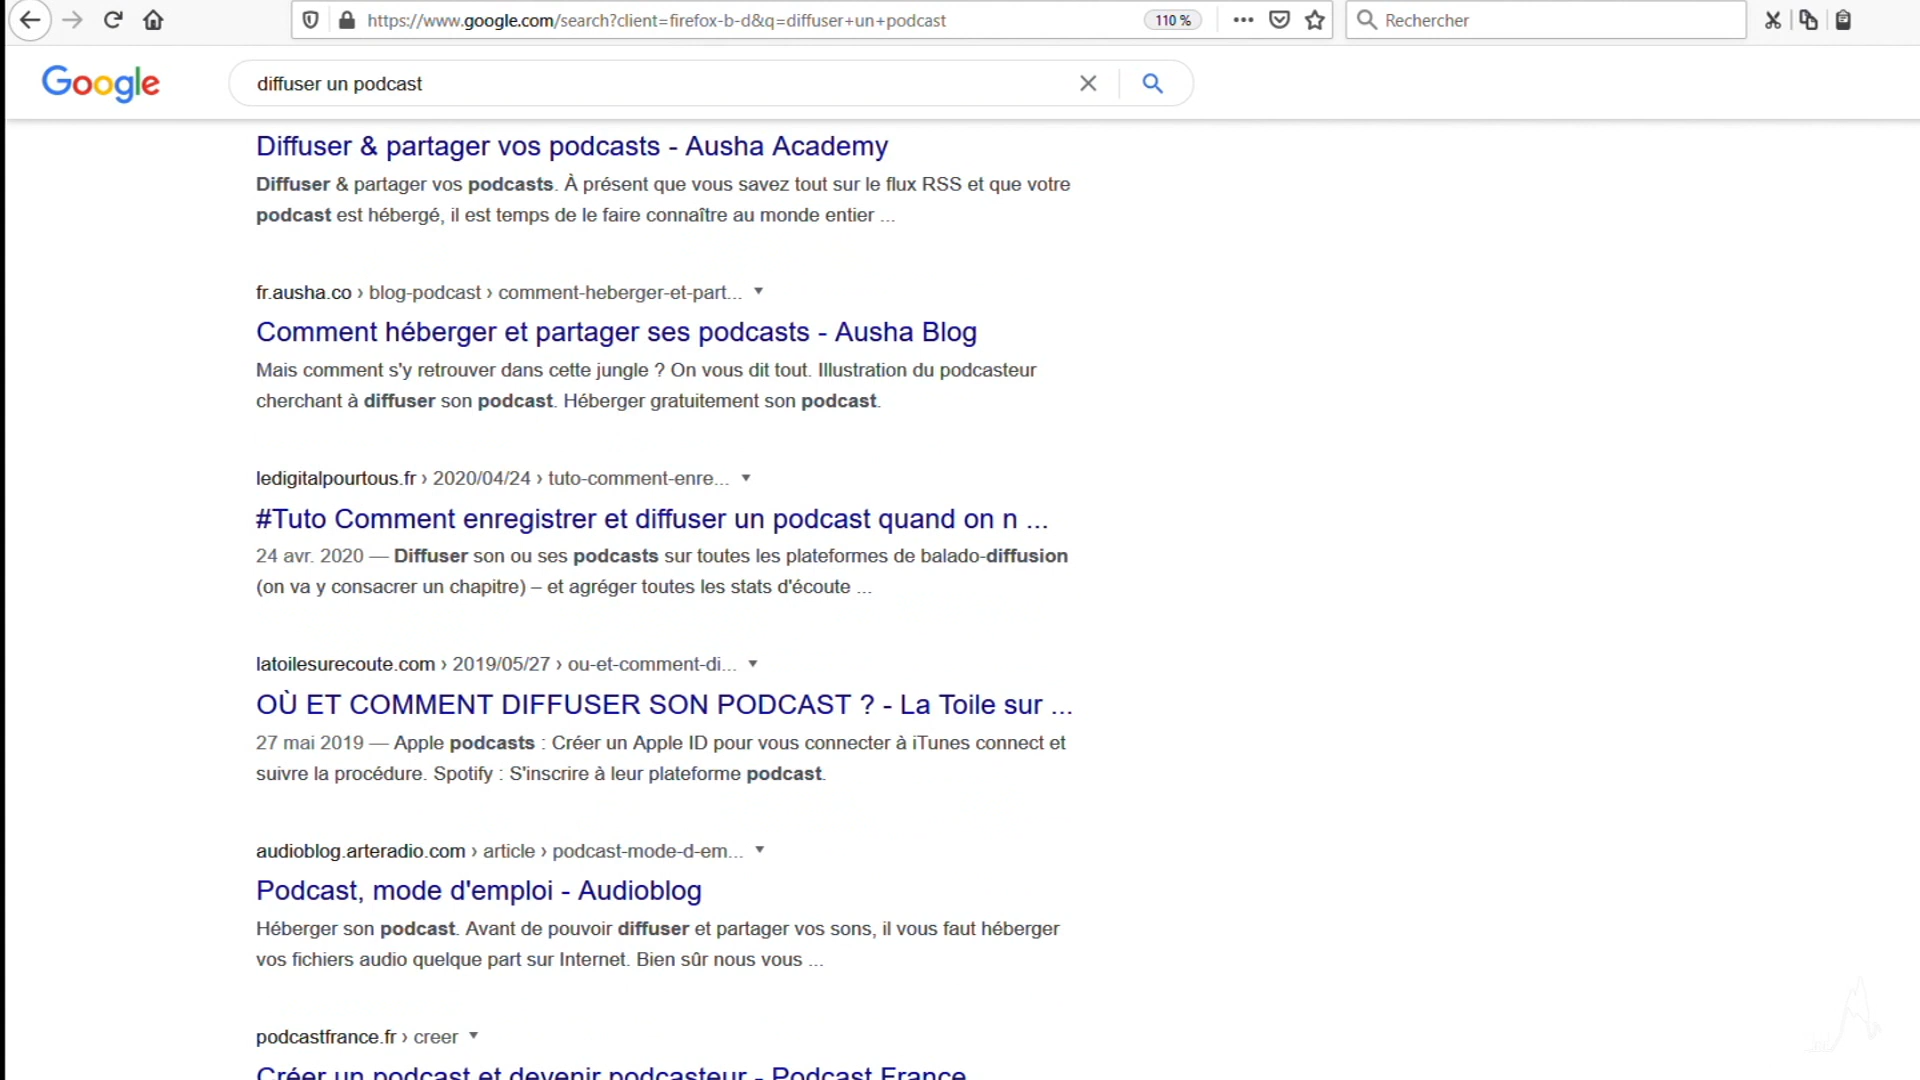 https://www.google.com/search?client=firefox-b-d&q=diffuser+un+podcast
110 %
Rechercher
Google
diffuser un podcast
Diffuser & partager vos podcasts - Ausha Academy
Diffuser & partager vos podcasts. À présent que vous savez tout sur le flux RSS et que votre
podcast est hébergé, il est temps de le faire connaître au monde entier ...
fr.ausha.co › blog-podcast › comment-heberger-et-part...
Comment héberger et partager ses podcasts - Ausha Blog
Mais comment s'y retrouver dans cette jungle ? On vous dit tout. Illustration du podcasteur
cherchant à diffuser son podcast. Héberger gratuitement son podcast.
ledigitalpourtous.fr › 2020/04/24 › tuto-comment-enre...
#Tuto Comment enregistrer et diffuser un podcast quand on n ...
24 avr. 2020 — Diffuser son ou ses podcasts sur toutes les plateformes de balado-diffusion
(on va y consacrer un chapitre) – et agréger toutes les stats d'écoute ...
latoilesurecoute.com › 2019/05/27 › ou-et-comment-di...
OÙ ET COMMENT DIFFUSER SON PODCAST ? - La Toile sur ...
27 mai 2019 — Apple podcasts : Créer un Apple ID pour vous connecter à iTunes connect et
suivre la procédure. Spotify : S'inscrire à leur plateforme podcast.
audioblog.arteradio.com › article › podcast-mode-d-em...
Podcast, mode d'emploi - Audioblog
Héberger son podcast. Avant de pouvoir diffuser et partager vos sons, il vous faut héberger
vos fichiers audio quelque part sur Internet. Bien sûr nous vous ...
podcastfrance.fr › creer
Créer un podcast et devenir podcasteur - Podcast France